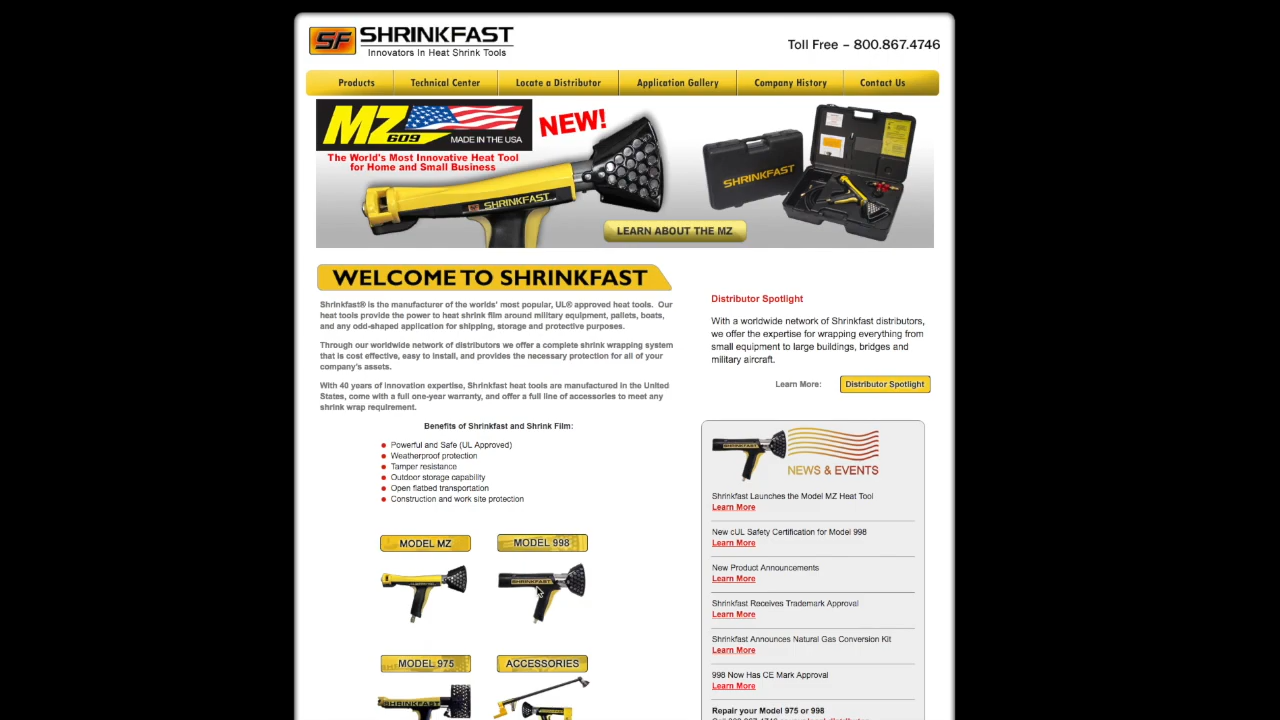 SF SHRINKFAST
Innovators In Heat Shrink Tools
Toll Free – 800.867.4746
Products Technical Center Locate a Distributor Application Gallery Company History Contact Us
MZ 609 MADE IN THE USA
NEW!
The World's Most Innovative Heat Tool
for Home and Small Business
SHRINKFAST
SHRINKFAST
LEARN ABOUT THE MZ
WELCOME TO SHRINKFAST
Shrinkfast® is the manufacturer of the worlds' most popular, UL® approved heat tools. Our
heat tools provide the power to heat shrink film around military equipment, pallets, boats,
and any odd-shaped application for shipping, storage and protective purposes.
Through our worldwide network of distributors we offer a complete shrink wrapping system
that is cost effective, easy to install, and provides the necessary protection for all of your
company's assets.
With 40 years of innovation expertise, Shrinkfast heat tools are manufactured in the United
States, come with a full one-year warranty, and offer a full line of accessories to meet any
shrink wrap requirement.
Benefits of Shrinkfast and Shrink Film:
Powerful and Safe (UL Approved)
Weatherproof protection
Tamper resistance
Outdoor storage capability
Open flatbed transportation
Construction and work site protection
MODEL MZ
MODEL 998
SHRINKFAST
MODEL 975
ACCESSORIES
SHRINKFAST
Distributor Spotlight
With a worldwide network of Shrinkfast distributors,
we offer the expertise for wrapping everything from
small equipment to large buildings, bridges and
military aircraft.
Learn More: Distributor Spotlight
NEWS & EVENTS
Shrinkfast Launches the Model MZ Heat Tool
Learn More
New cUL Safety Certification for Model 998
Learn More
New Product Announcements
Learn More
Shrinkfast Receives Trademark Approval
Learn More
Shrinkfast Announces Natural Gas Conversion Kit
Learn More
998 Now Has CE Mark Approval
Learn More
Repair your Model 975 or 998